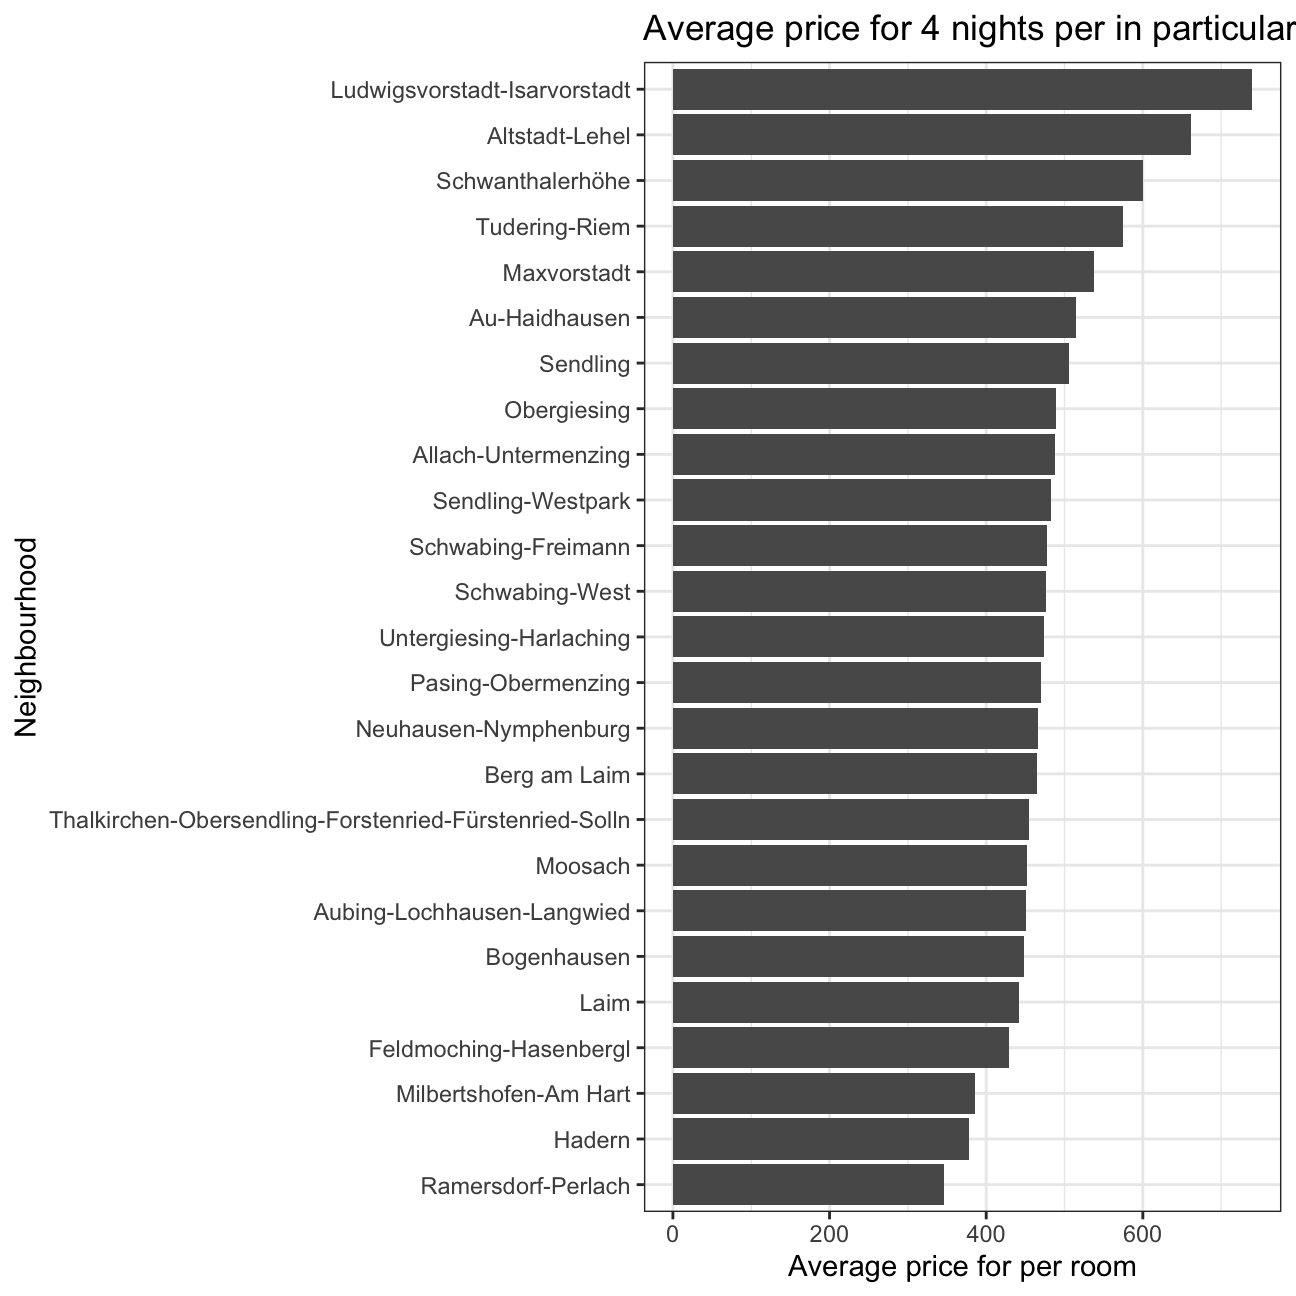 Average price for 4 nights per in particular
Ludwigsvorstadt-Isarvorstadt
Altstadt-Lehel
Schwanthalerhöhe
Tudering-Riem
Maxvorstadt
Au-Haidhausen
Sendling
Obergiesing
Allach-Untermenzing
Sendling-Westpark
Schwabing-Freimann
Schwabing-West
Untergiesing-Harlaching
Pasing-Obermenzing
Neuhausen-Nymphenburg
Berg am Laim
Thalkirchen-Obersendling-Forstenried-Fürstenried-Solln
Moosach
Aubing-Lochhausen-Langwied
Bogenhausen
Laim
Feldmoching-Hasenbergl
Milbertshofen-Am Hart
Hadern
Ramersdorf-Perlach
Neighbourhood
0 200 400 600
Average price for per room